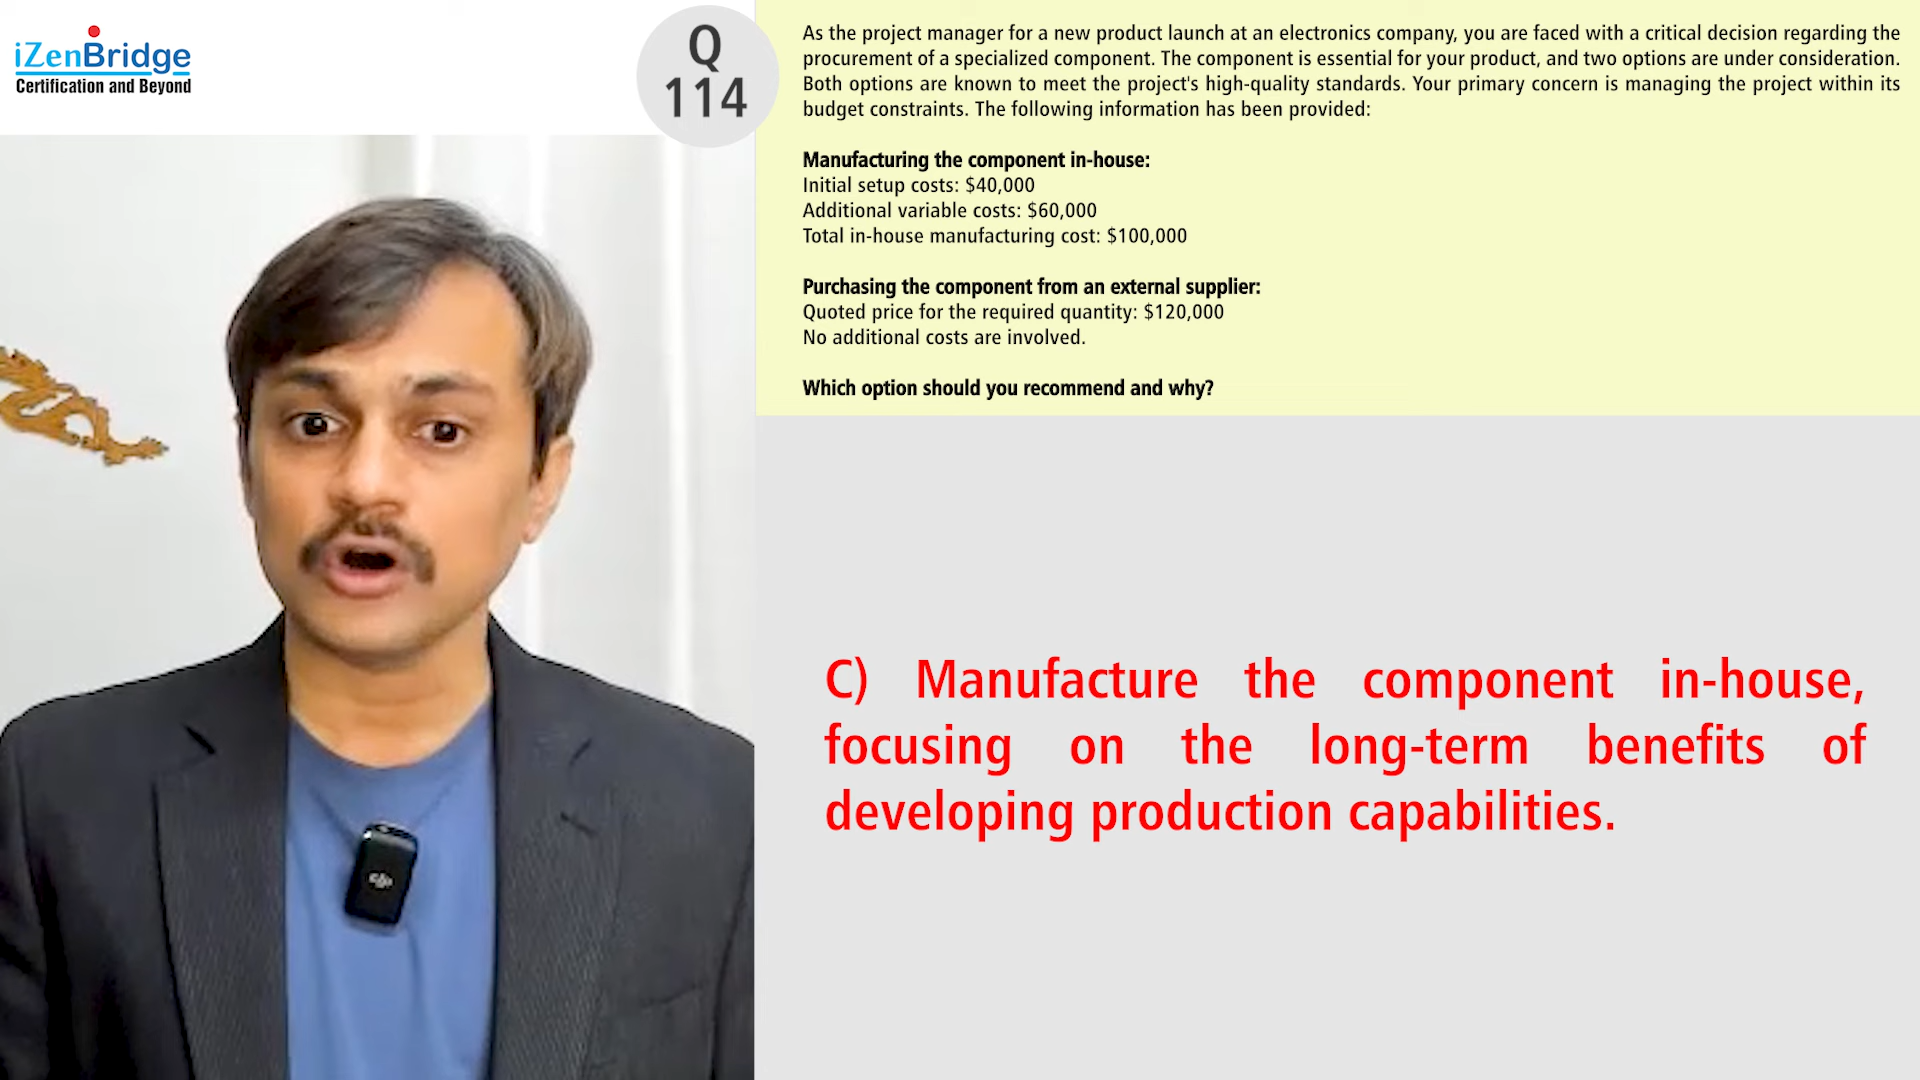 iZenBridge
Certification and Beyond
Q
114
As the project manager for a new product launch at an electronics company, you are faced with a critical decision regarding the
procurement of a specialized component. The component is essential for your product, and two options are under consideration.
Both options are known to meet the project's high-quality standards. Your primary concern is managing the project within its
budget constraints. The following information has been provided:
Manufacturing the component in-house:
Initial setup costs: $40,000
Additional variable costs: $60,000
Total in-house manufacturing cost: $100,000
Purchasing the component from an external supplier:
Quoted price for the required quantity: $120,000
No additional costs are involved.
Which option should you recommend and why?
C) Manufacture the component in-house,
focusing on the long-term benefits of
developing production capabilities.
dji